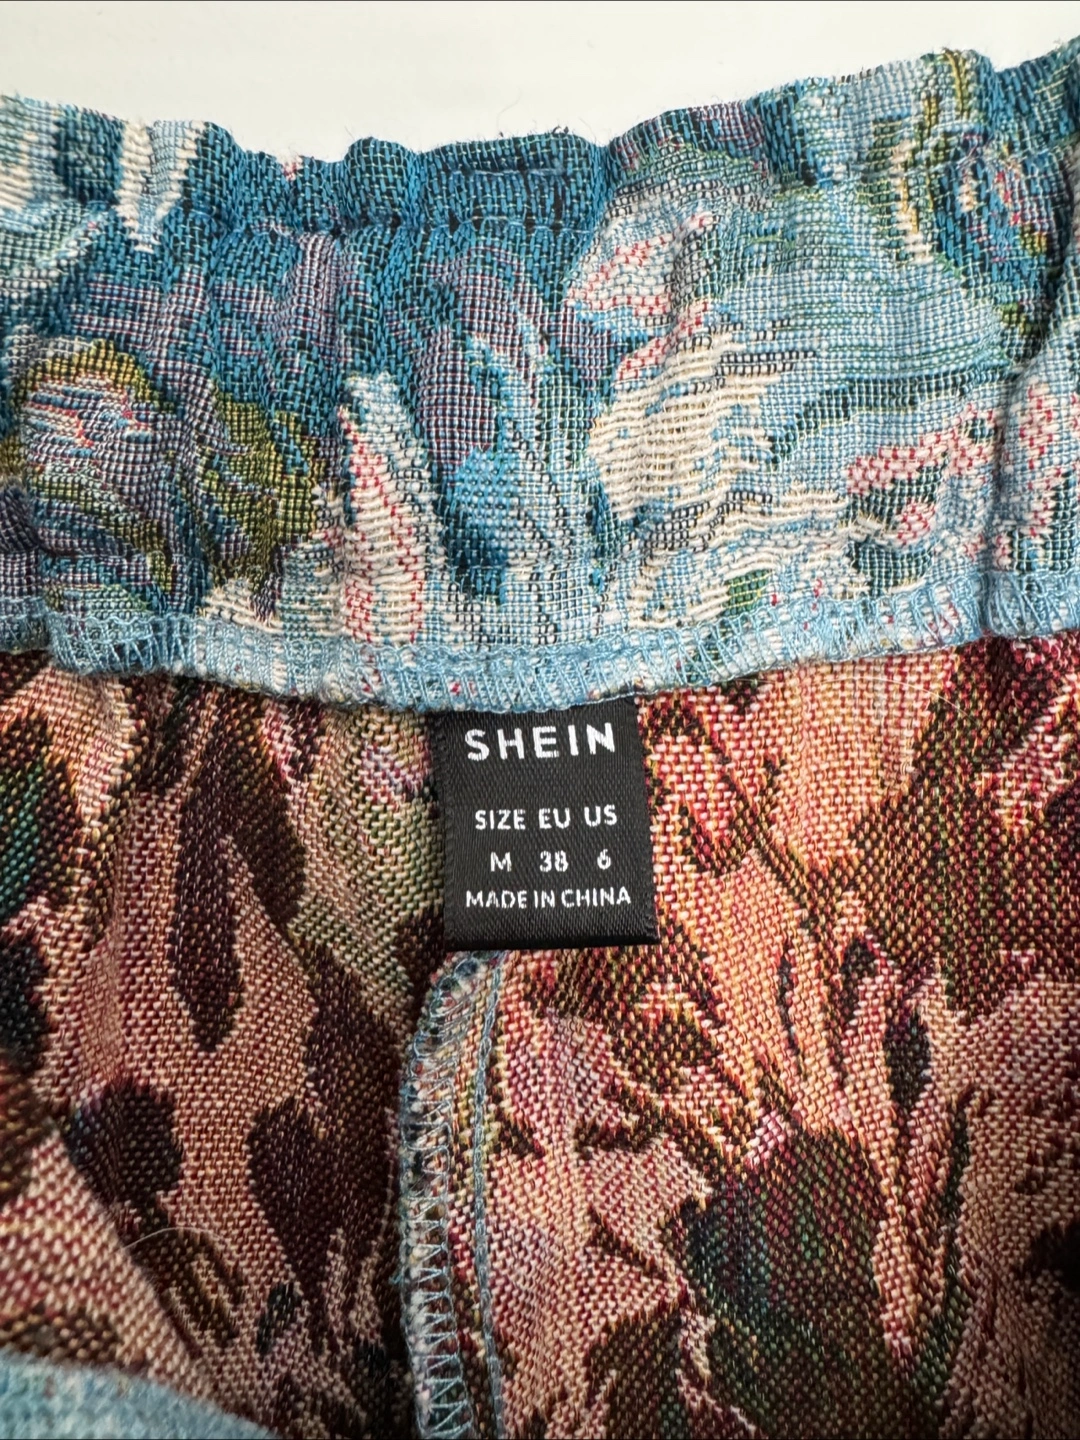 SHEIN
SIZE EU US
M 38 6
MADE IN CHINA